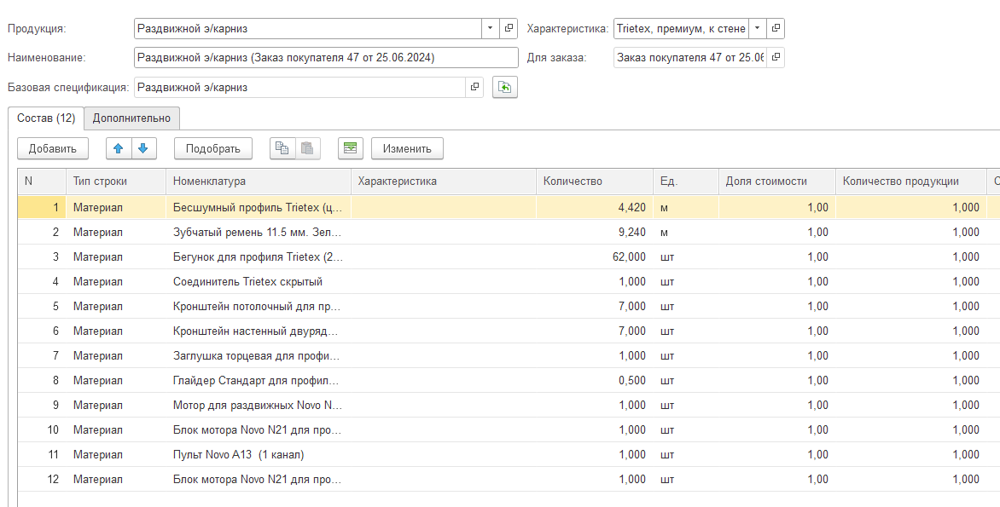 Продукция: Раздвижной э/карниз Характеристика: Trietex, премиум, к стене
Наименование: Раздвижной э/карниз (Заказ покупателя 47 от 25.06.2024) Для заказа: Заказ покупателя 47 от 25.06
Базовая спецификация: Раздвижной э/карниз
Состав (12) Дополнительно
Добавить Подобрать Изменить
N Тип строки Номенклатура Характеристика Количество Ед. Доля стоимости Количество продукции С
1 Материал Бесшумный профиль Trietex (ц... 4,420 м 1,00 1,000
2 Материал Зубчатый ремень 11.5 мм. Зел... 9,240 м 1,00 1,000
3 Материал Бегунок для профиля Trietex (2... 62,000 шт 1,00 1,000
4 Материал Соединитель Trietex скрытый 1,000 шт 1,00 1,000
5 Материал Кронштейн потолочный для пр... 7,000 шт 1,00 1,000
6 Материал Кронштейн настенный двуряд... 7,000 шт 1,00 1,000
7 Материал Заглушка торцевая для профи... 1,000 шт 1,00 1,000
8 Материал Глайдер Стандарт для профил... 0,500 шт 1,00 1,000
9 Материал Мотор для раздвижных Novo N... 1,000 шт 1,00 1,000
10 Материал Блок мотора Novo N21 для про... 1,000 шт 1,00 1,000
11 Материал Пульт Novo A13 (1 канал) 1,000 шт 1,00 1,000
12 Материал Блок мотора Novo N21 для про... 1,000 шт 1,00 1,000